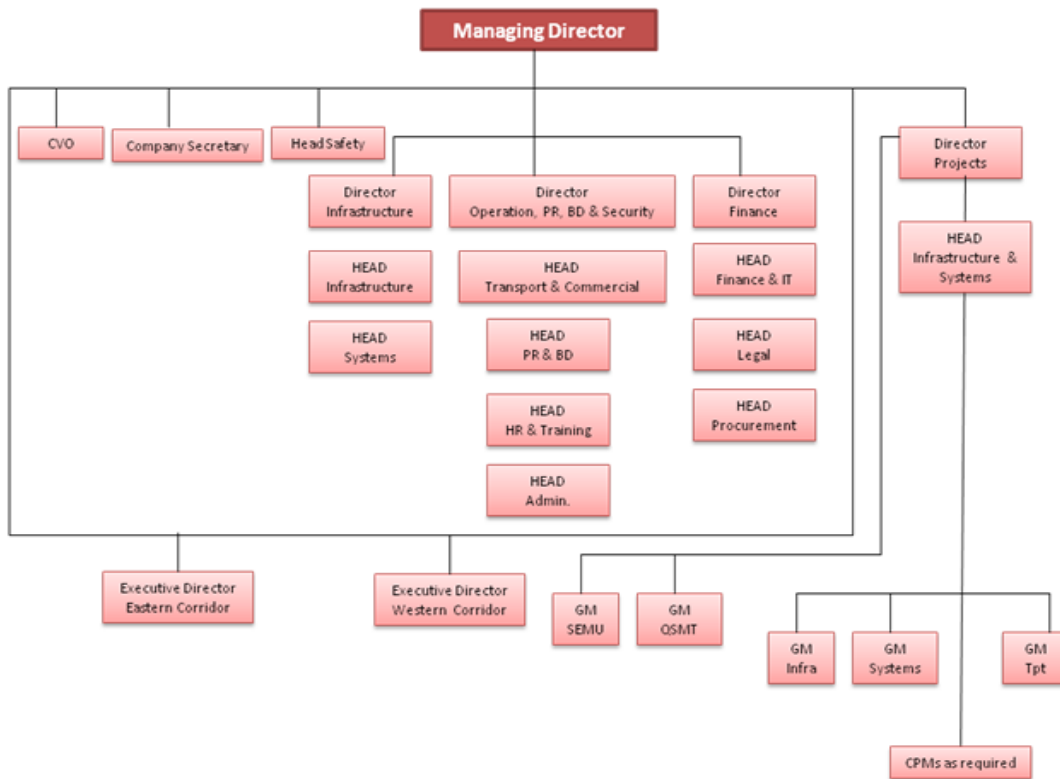 Managing Director
CVO
Company Secretary
Head Safety
Director
Projects
Director
Infrastructure
Director
Operation, PR, BD & Security
Director
Finance
HEAD
Infrastructure &
Systems
HEAD
Infrastructure
HEAD
Transport & Commercial
HEAD
Finance & IT
HEAD
Systems
HEAD
PR & BD
HEAD
Legal
HEAD
HR & Training
HEAD
Procurement
HEAD
Admin.
Executive Director
Eastern Corridor
Executive Director
Western Corridor
GM
SEMU
GM
QSMT
GM
Infra
GM
Systems
GM
Tpt
CPMs as required